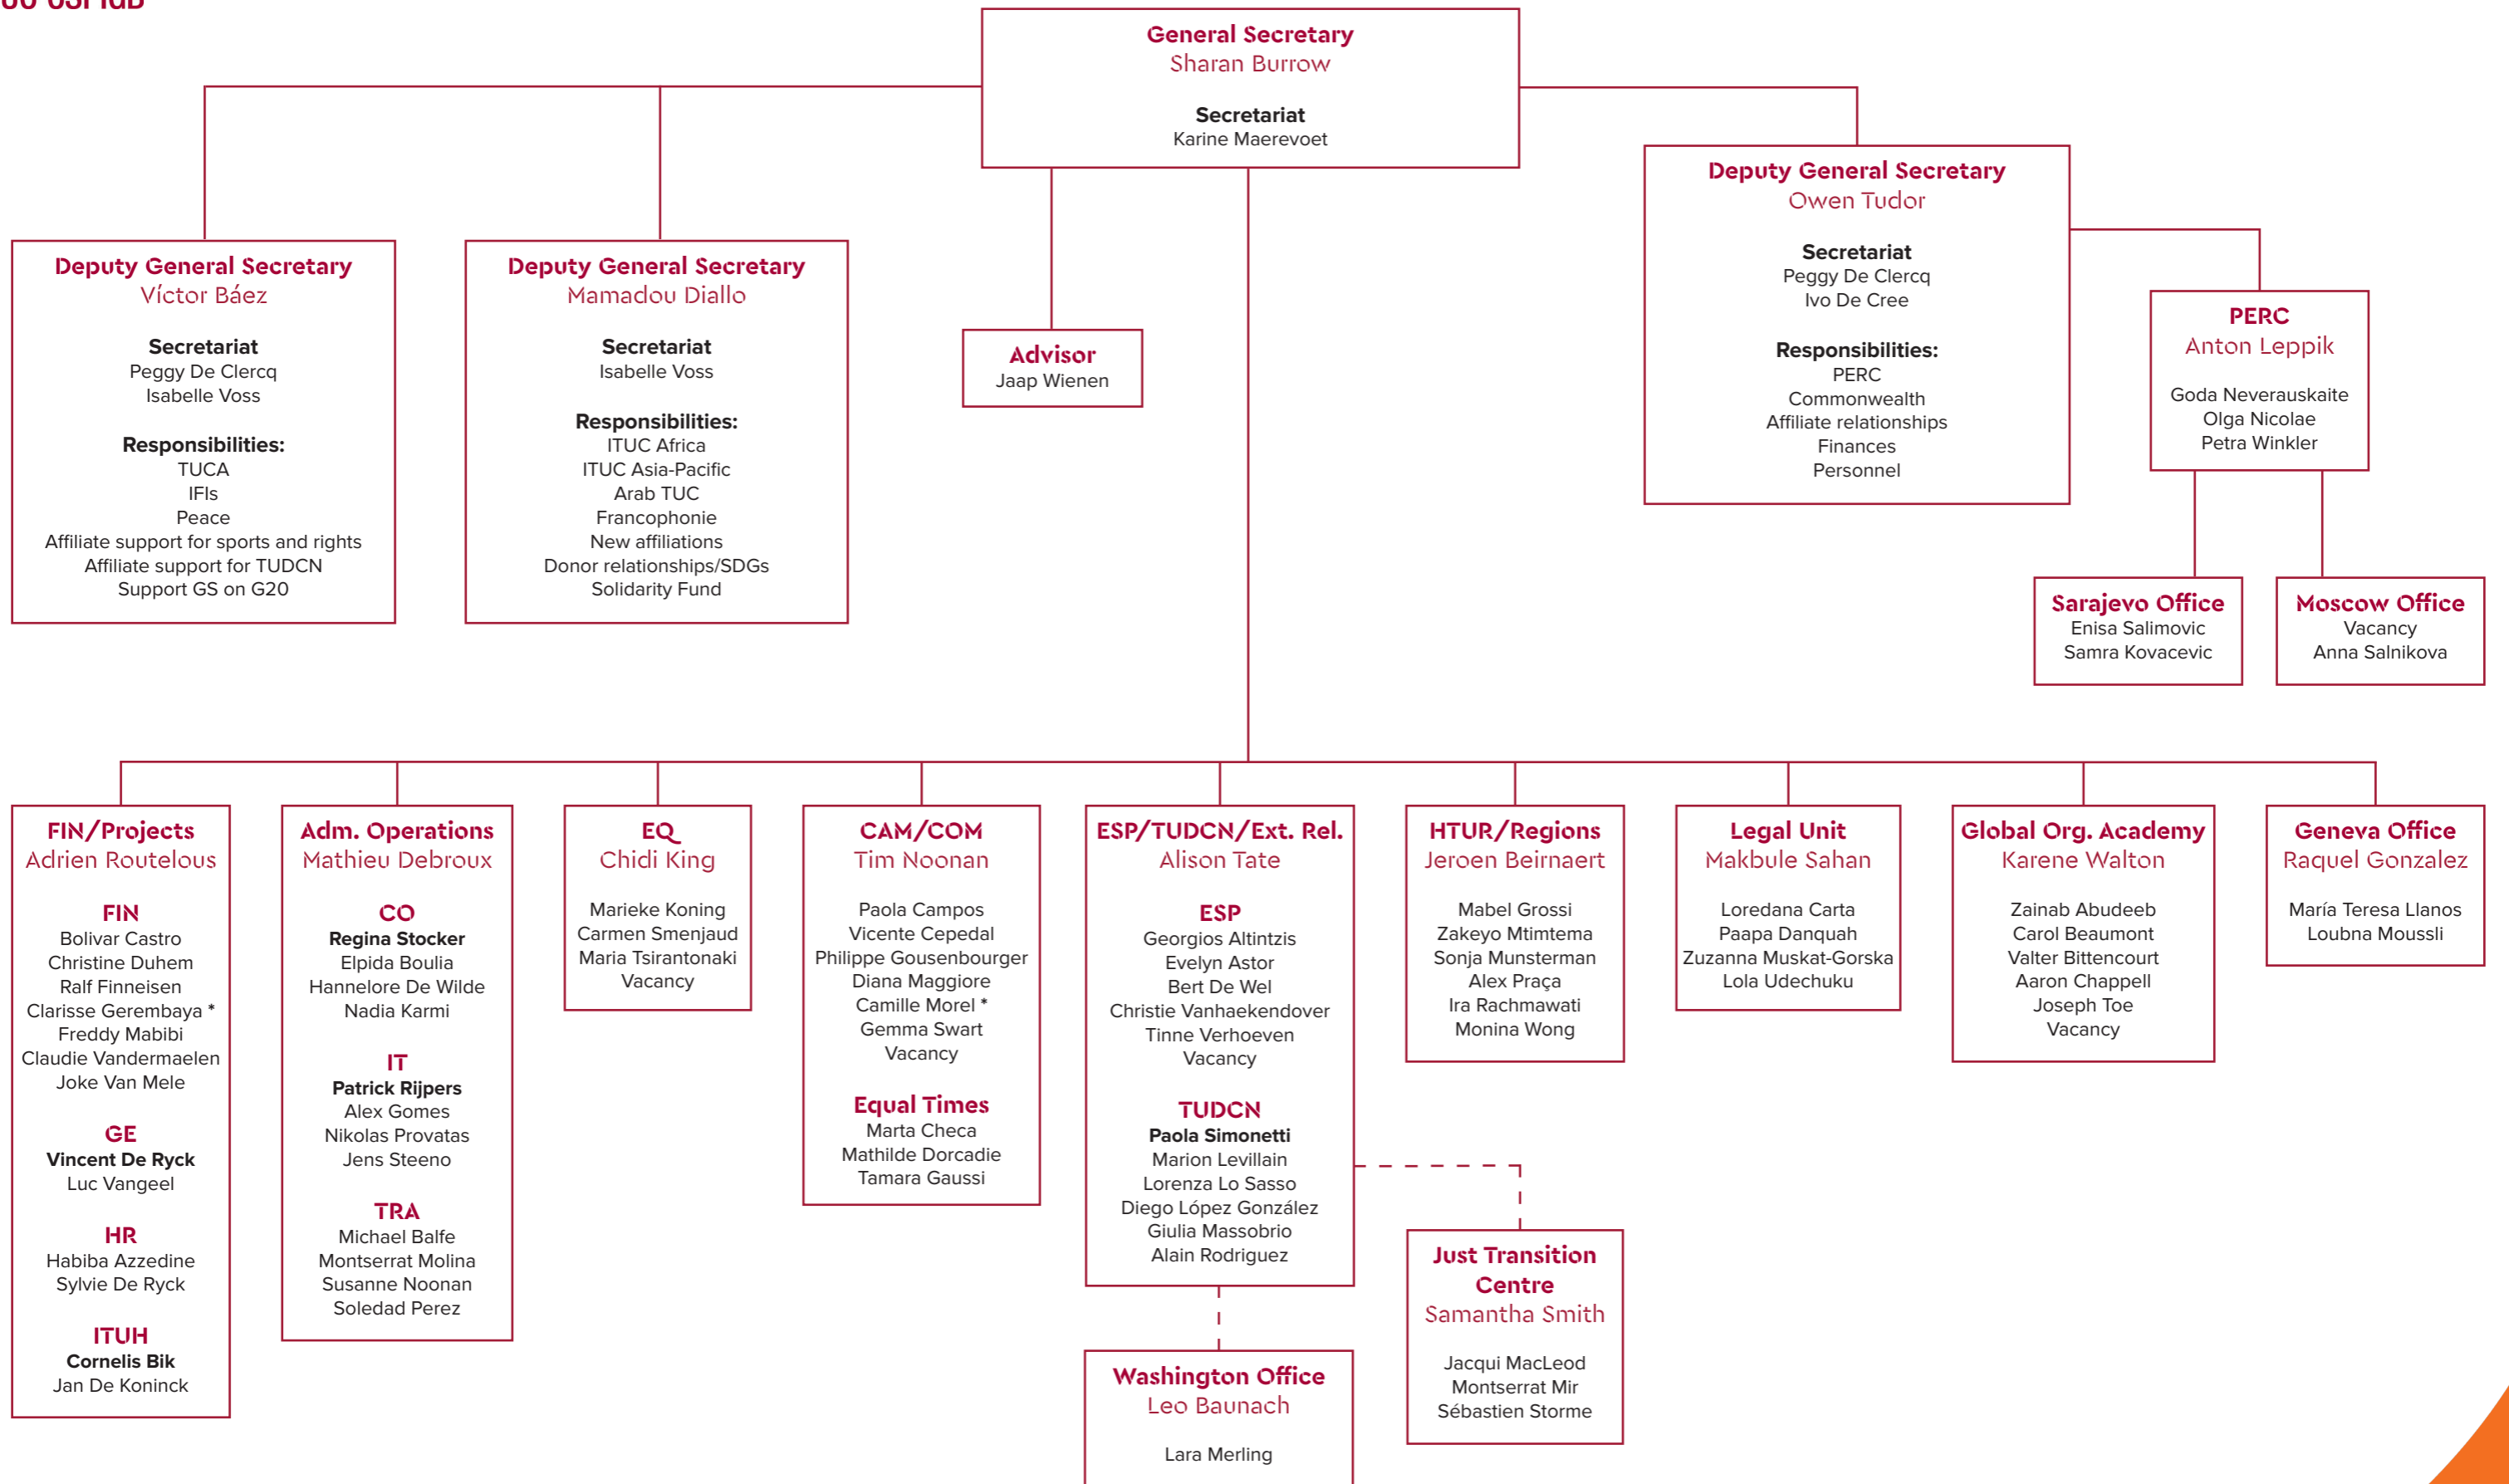 General Secretary
Sharan Burrow
Secretariat
Karine Maerevoet
Deputy General Secretary
Víctor Báez
Secretariat
Peggy De Clercq
Isabelle Voss
Responsibilities:
TUCA
IFIs
Peace
Affiliate support for sports and rights
Affiliate support for TUDCN
Support GS on G20
Deputy General Secretary
Mamadou Diallo
Secretariat
Isabelle Voss
Responsibilities:
ITUC Africa
ITUC Asia-Pacific
Arab TUC
Francophonie
New affiliations
Donor relationships/SDGs
Solidarity Fund
Advisor
Jaap Wienen
Deputy General Secretary
Owen Tudor
Secretariat
Peggy De Clercq
Ivo De Cree
Responsibilities:
PERC
Commonwealth
Affiliate relationships
Finances
Personnel
PERC
Anton Leppik
Goda Neverauskaite
Olga Nicolae
Petra Winkler
Sarajevo Office
Enisa Salimovic
Samra Kovacevic
Moscow Office
Vacancy
Anna Salnikova
FIN/Projects
Adrien Routelous
FIN
Bolivar Castro
Christine Duhem
Ralf Finneisen
Clarisse Gerembaya *
Freddy Mabibi
Claudie Vandermaelen
Joke Van Mele
GE
Vincent De Ryck
Luc Vangeel
HR
Habiba Azzedine
Sylvie De Ryck
ITUH
Cornelis Bik
Jan De Koninck
Adm. Operations
Mathieu Debroux
CO
Regina Stocker
Elpida Boulia
Hannelore De Wilde
Nadia Karmi
IT
Patrick Rijpers
Alex Gomes
Nikolas Provatas
Jens Steeno
TRA
Michael Balfe
Montserrat Molina
Susanne Noonan
Soledad Perez
EQ
Chidi King
Marieke Koning
Carmen Smenjaud
Maria Tsirantonaki
Vacancy
CAM/COM
Tim Noonan
Paola Campos
Vicente Cepedal
Philippe Gousenbourger
Diana Maggiore
Camille Morel *
Gemma Swart
Vacancy
Equal Times
Marta Checa
Mathilde Dorcadie
Tamara Gaussi
ESP/TUDCN/Ext. Rel.
Alison Tate
ESP
Georgios Altintzis
Evelyn Astor
Bert De Wel
Christie Vanhaekendover
Tinne Verhoeven
Vacancy
TUDCN
Paola Simonetti
Marion Levillain
Lorenza Lo Sasso
Diego López González
Giulia Massobrio
Alain Rodriguez
Washington Office
Leo Baunach
Lara Merling
HTUR/Regions
Jeroen Beirnaert
Mabel Grossi
Zakeyo Mtimtema
Sonja Munsterman
Alex Praça
Ira Rachmawati
Monina Wong
Just Transition
Centre
Samantha Smith
Jacqui MacLeod
Montserrat Mir
Sébastien Storme
Legal Unit
Makbule Sahan
Loredana Carta
Paapa Danquah
Zuzanna Muskat-Gorska
Lola Udechuku
Global Org. Academy
Karene Walton
Zainab Abudeeb
Carol Beaumont
Valter Bittencourt
Aaron Chappell
Joseph Toe
Vacancy
Geneva Office
Raquel Gonzalez
María Teresa Llanos
Loubna Moussli